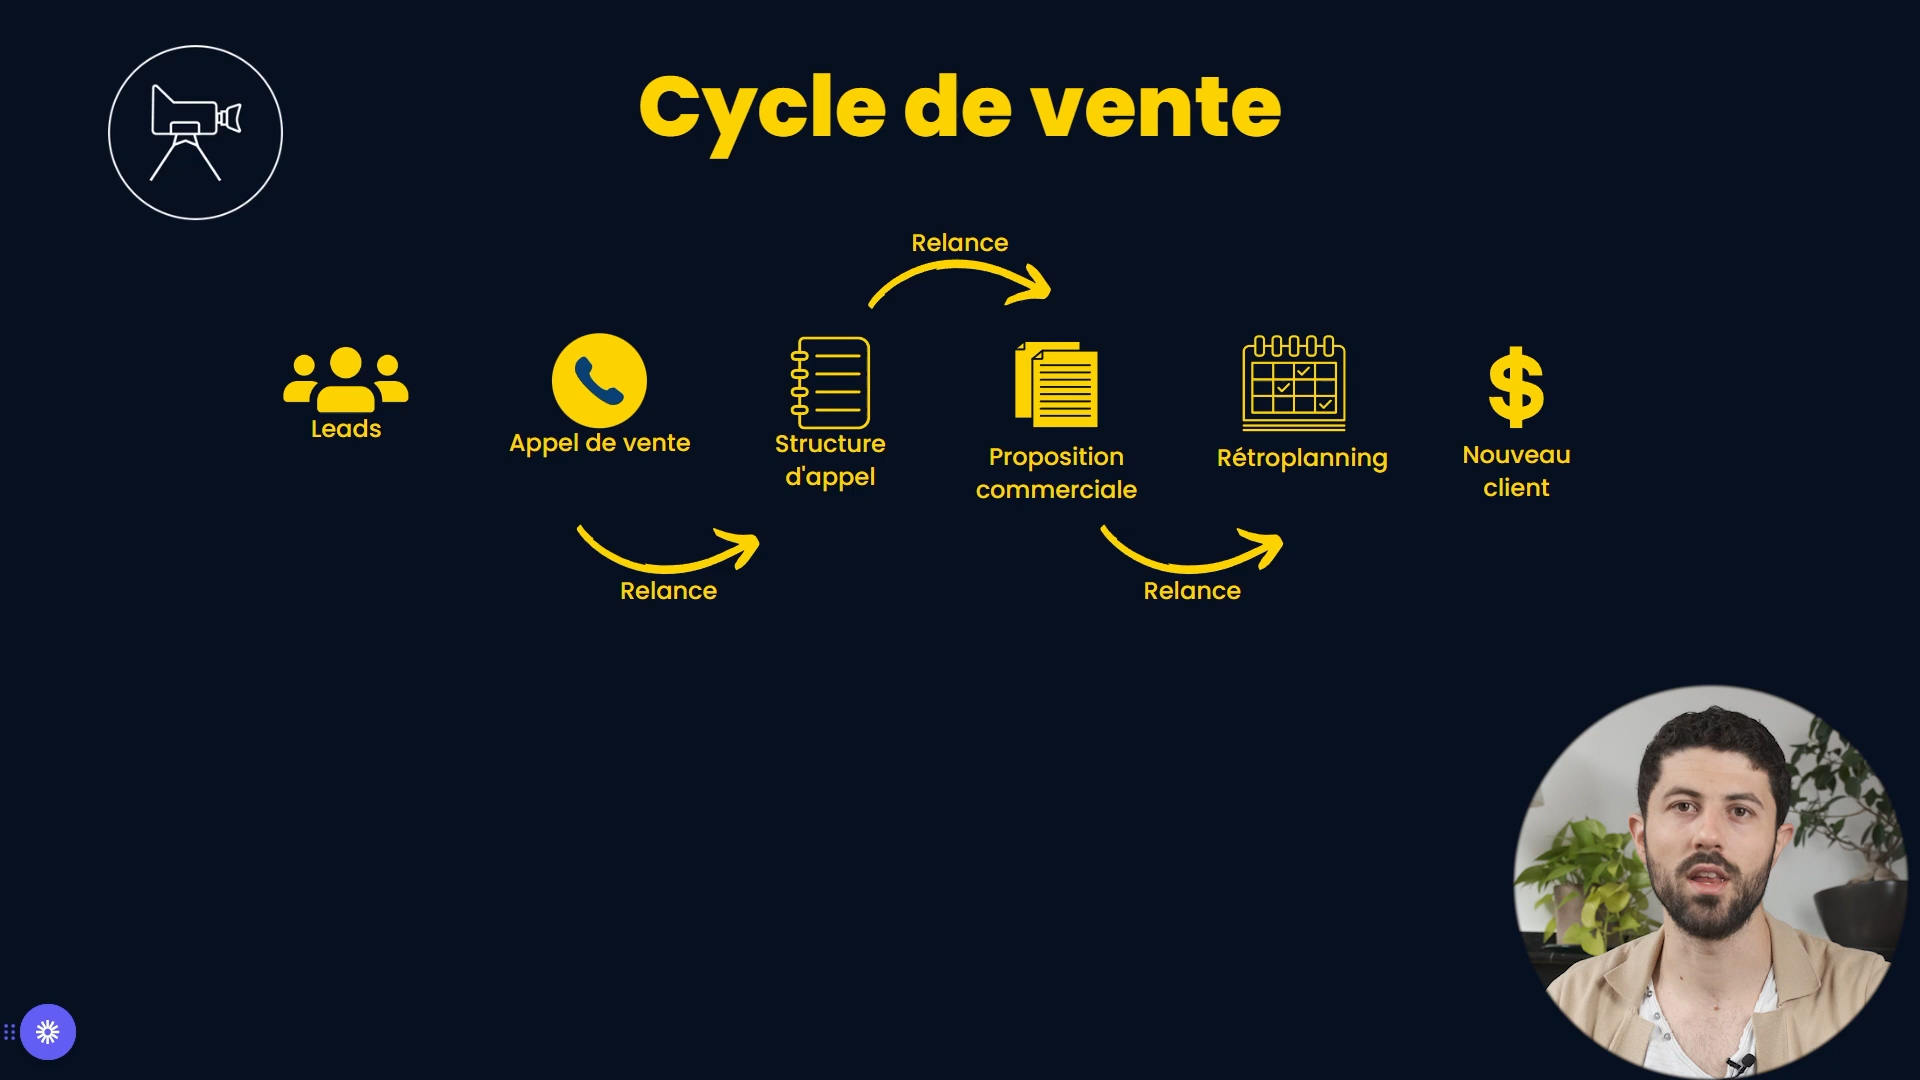 Cycle de vente
Relance
Leads
Appel de vente
Structure
d'appel
Proposition
commerciale
Rétroplanning
Nouveau
client
Relance
Relance